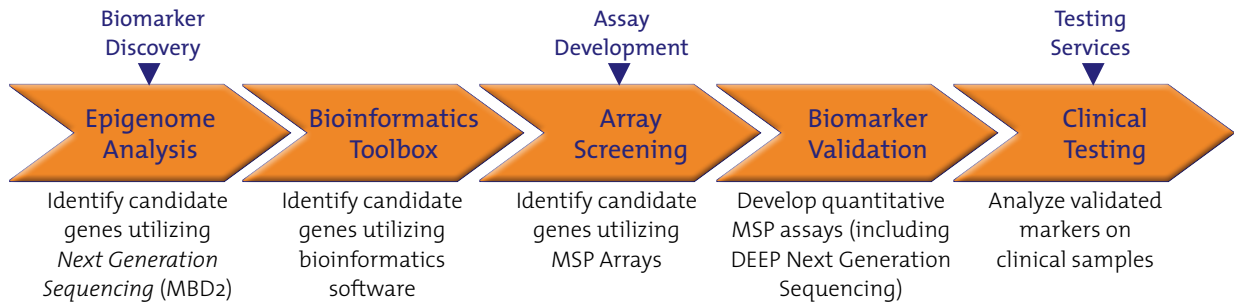 Biomarker
Discovery
Assay
Development
Testing
Services
Epigenome
Analysis
Bioinformatics
Toolbox
Array
Screening
Biomarker
Validation
Clinical
Testing
Identify candidate
genes utilizing
Next Generation
Sequencing (MBD2)
Identify candidate
genes utilizing
bioinformatics
software
Identify candidate
genes utilizing
MSP Arrays
Develop quantitative
MSP assays (including
DEEP Next Generation
Sequencing)
Analyze validated
markers on
clinical samples